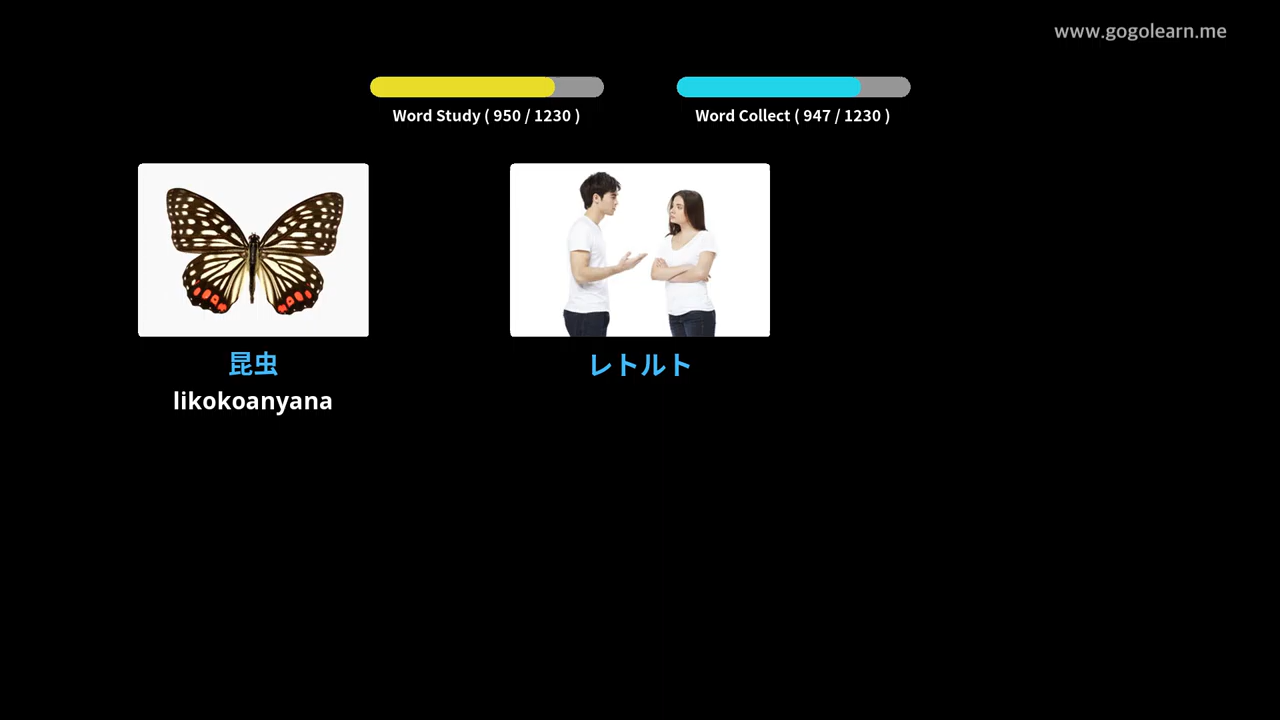 www.gogolearn.me
Word Study ( 950 / 1230 )
Word Collect ( 947 / 1230 )
昆虫
likokoanyana
レトルト